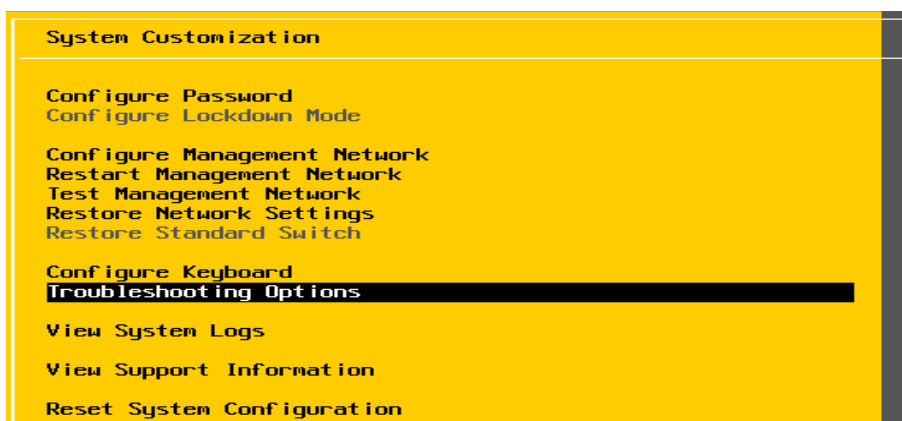 System Customization
Configure Password
Configure Lockdown Mode
Configure Management Network
Restart Management Network
Test Management Network
Restore Network Settings
Restore Standard Switch
Configure Keyboard
Troubleshooting Options
View System Logs
View Support Information
Reset System Configuration